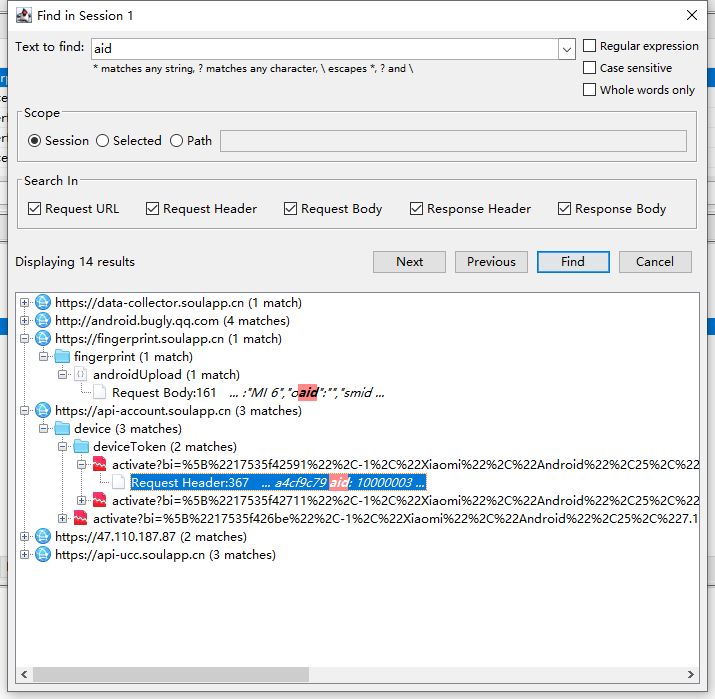 Find in Session 1
Text to find: aid
* matches any string, ? matches any character, \ escapes *, ? and \
Regular expression
Case sensitive
Whole words only
Scope
Session Selected Path
Search In
Request URL Request Header Request Body Response Header Response Body
Displaying 14 results
Next Previous Find Cancel
https://data-collector.soulapp.cn (1 match)
http://android.bugly.qq.com (4 matches)
https://fingerprint.soulapp.cn (1 match)
fingerprint (1 match)
androidUpload (1 match)
Request Body:161 ... :"MI 6","oaid":"","smid ...
https://api-account.soulapp.cn (3 matches)
device (3 matches)
deviceToken (2 matches)
activate?bi=%5B%2217535f42591%22%2C-1%2C%22Xiaomi%22%2C%22Android%22%2C25%2C%22
Request Header:367 ... a4cf9c79 aid: 10000003 ...
activate?bi=%5B%2217535f42711%22%2C-1%2C%22Xiaomi%22%2C%22Android%22%2C25%2C%22
activate?bi=%5B%2217535f426be%22%2C-1%2C%22Xiaomi%22%2C%22Android%22%2C25%2C%227.1
https://47.110.187.87 (2 matches)
https://api-ucc.soulapp.cn (3 matches)